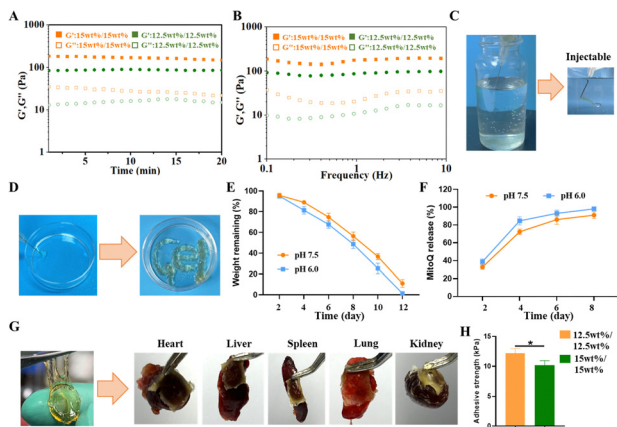 A
G':15wt%/15wt%
G':12.5wt%/12.5wt%
G'':15wt%/15wt%
G'':12.5wt%/12.5wt%
G',G'' (Pa)
1000
100
10
1
5
10
15
20
Time (min)
B
G':15wt%/15wt%
G':12.5wt%/12.5wt%
G'':15wt%/15wt%
G'':12.5wt%/12.5wt%
G',G'' (Pa)
1000
100
10
1
0.1
1
10
Frequency (Hz)
C
Injectable
D
E
Weight remaining (%)
100
80
60
40
20
0
pH 7.5
pH 6.0
2
4
6
8
10
12
Time (day)
F
MitoQ release (%)
150
100
50
0
pH 7.5
pH 6.0
2
4
6
8
Time (day)
G
Heart
Liver
Spleen
Lung
Kidney
H
Adhesive strength (kPa)
15
10
5
0
*
12.5wt%/
12.5wt%
15wt%/
15wt%